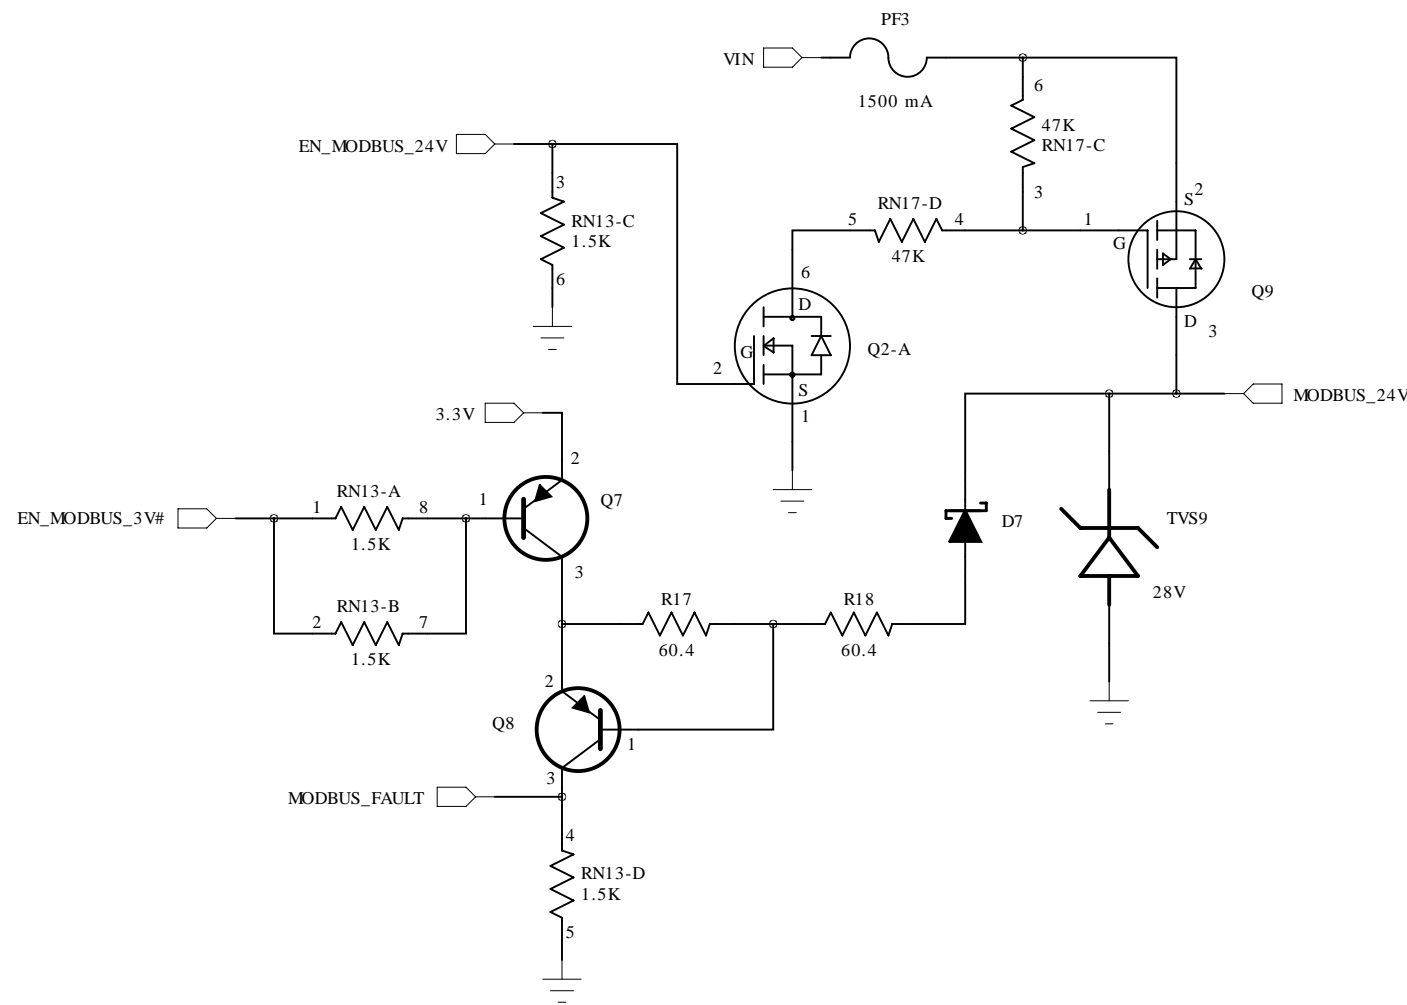 PF3
VIN
1500 mA
6
47K
RN17-C
3
EN_MODBUS_24V
3
RN13-C
1.5K
6
RN17-D
5
4
47K
1
S
2
G
Q9
D
3
6
D
G
Q2-A
2
S
1
MODBUS_24V
3.3V
2
EN_MODBUS_3V#
1
RN13-A
8
1.5K
1
Q7
3
2
RN13-B
7
1.5K
D7
TVS9
28V
R17
60.4
R18
60.4
2
Q8
1
3
MODBUS_FAULT
4
RN13-D
1.5K
5